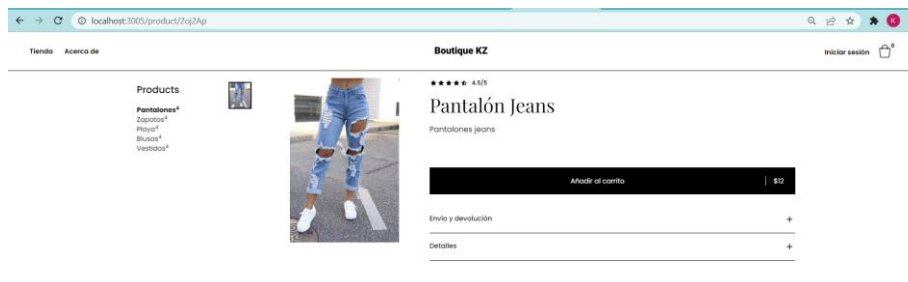 localhost:3005/product/2oj2Ap
K
Tienda Acerca de Boutique KZ Iniciar sesión 0
Products
Pantalones4
Zapatos4
Playa4
Blusas4
Vestidos4
4.5/5
Pantalón Jeans
Pantalones jeans
Añadir al carrito $12
Envío y devolución +
Detalles +